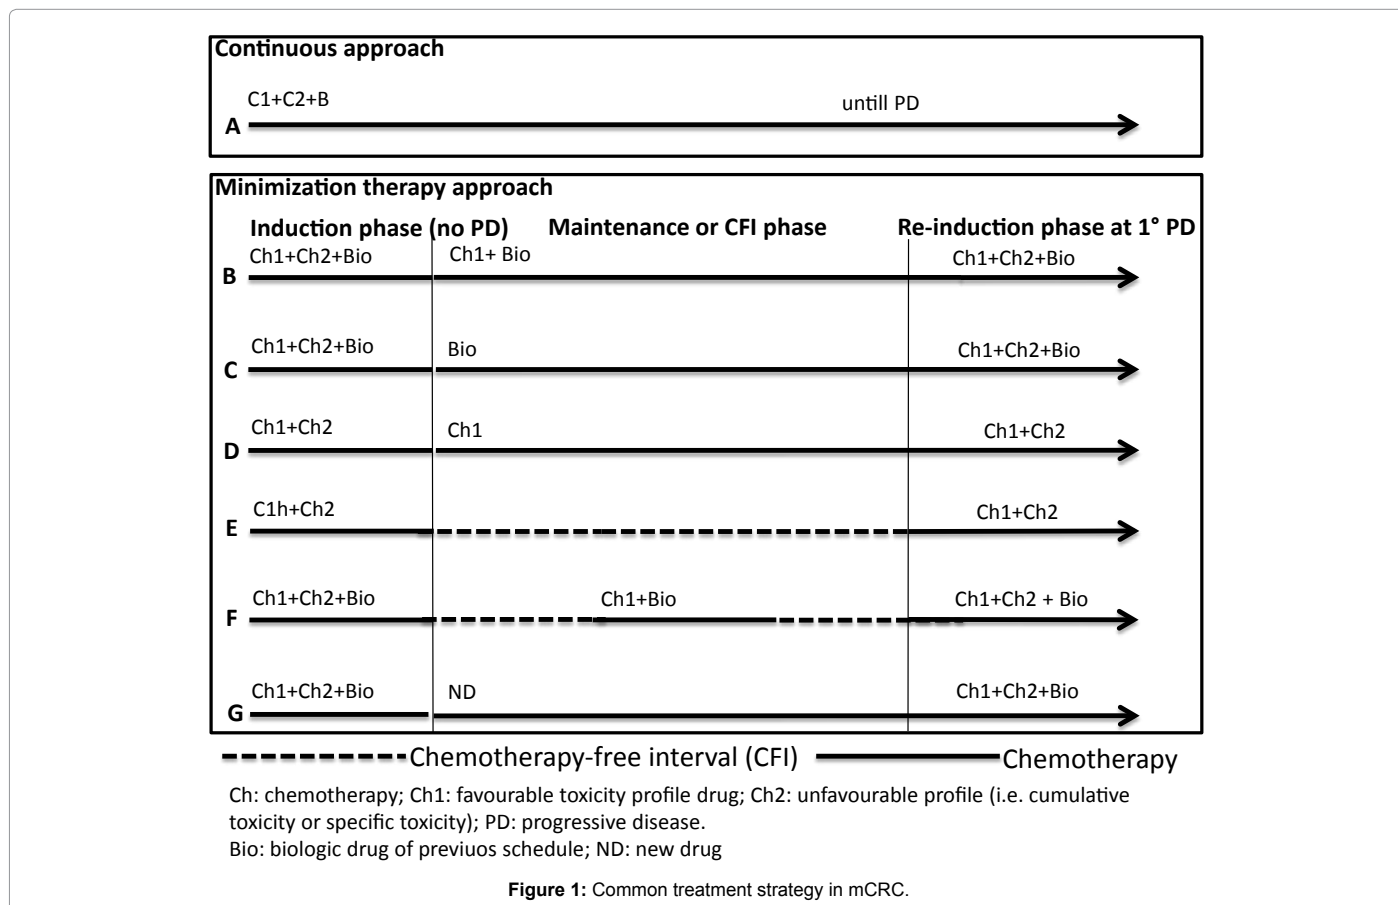 Continuous approach
C1+C2+B
untill PD
A
Minimization therapy approach
Induction phase (no PD) Maintenance or CFI phase Re-induction phase at 1° PD
Ch1+Ch2+Bio Ch1+ Bio Ch1+Ch2+Bio
B
Ch1+Ch2+Bio Bio Ch1+Ch2+Bio
C
Ch1+Ch2 Ch1 Ch1+Ch2
D
C1h+Ch2 Ch1+Ch2
E
Ch1+Ch2+Bio Ch1+Bio Ch1+Ch2 + Bio
F
Ch1+Ch2+Bio ND Ch1+Ch2+Bio
G
Chemotherapy-free interval (CFI) Chemotherapy
Ch: chemotherapy; Ch1: favourable toxicity profile drug; Ch2: unfavourable profile (i.e. cumulative
toxicity or specific toxicity); PD: progressive disease.
Bio: biologic drug of previuos schedule; ND: new drug
Figure 1: Common treatment strategy in mCRC.